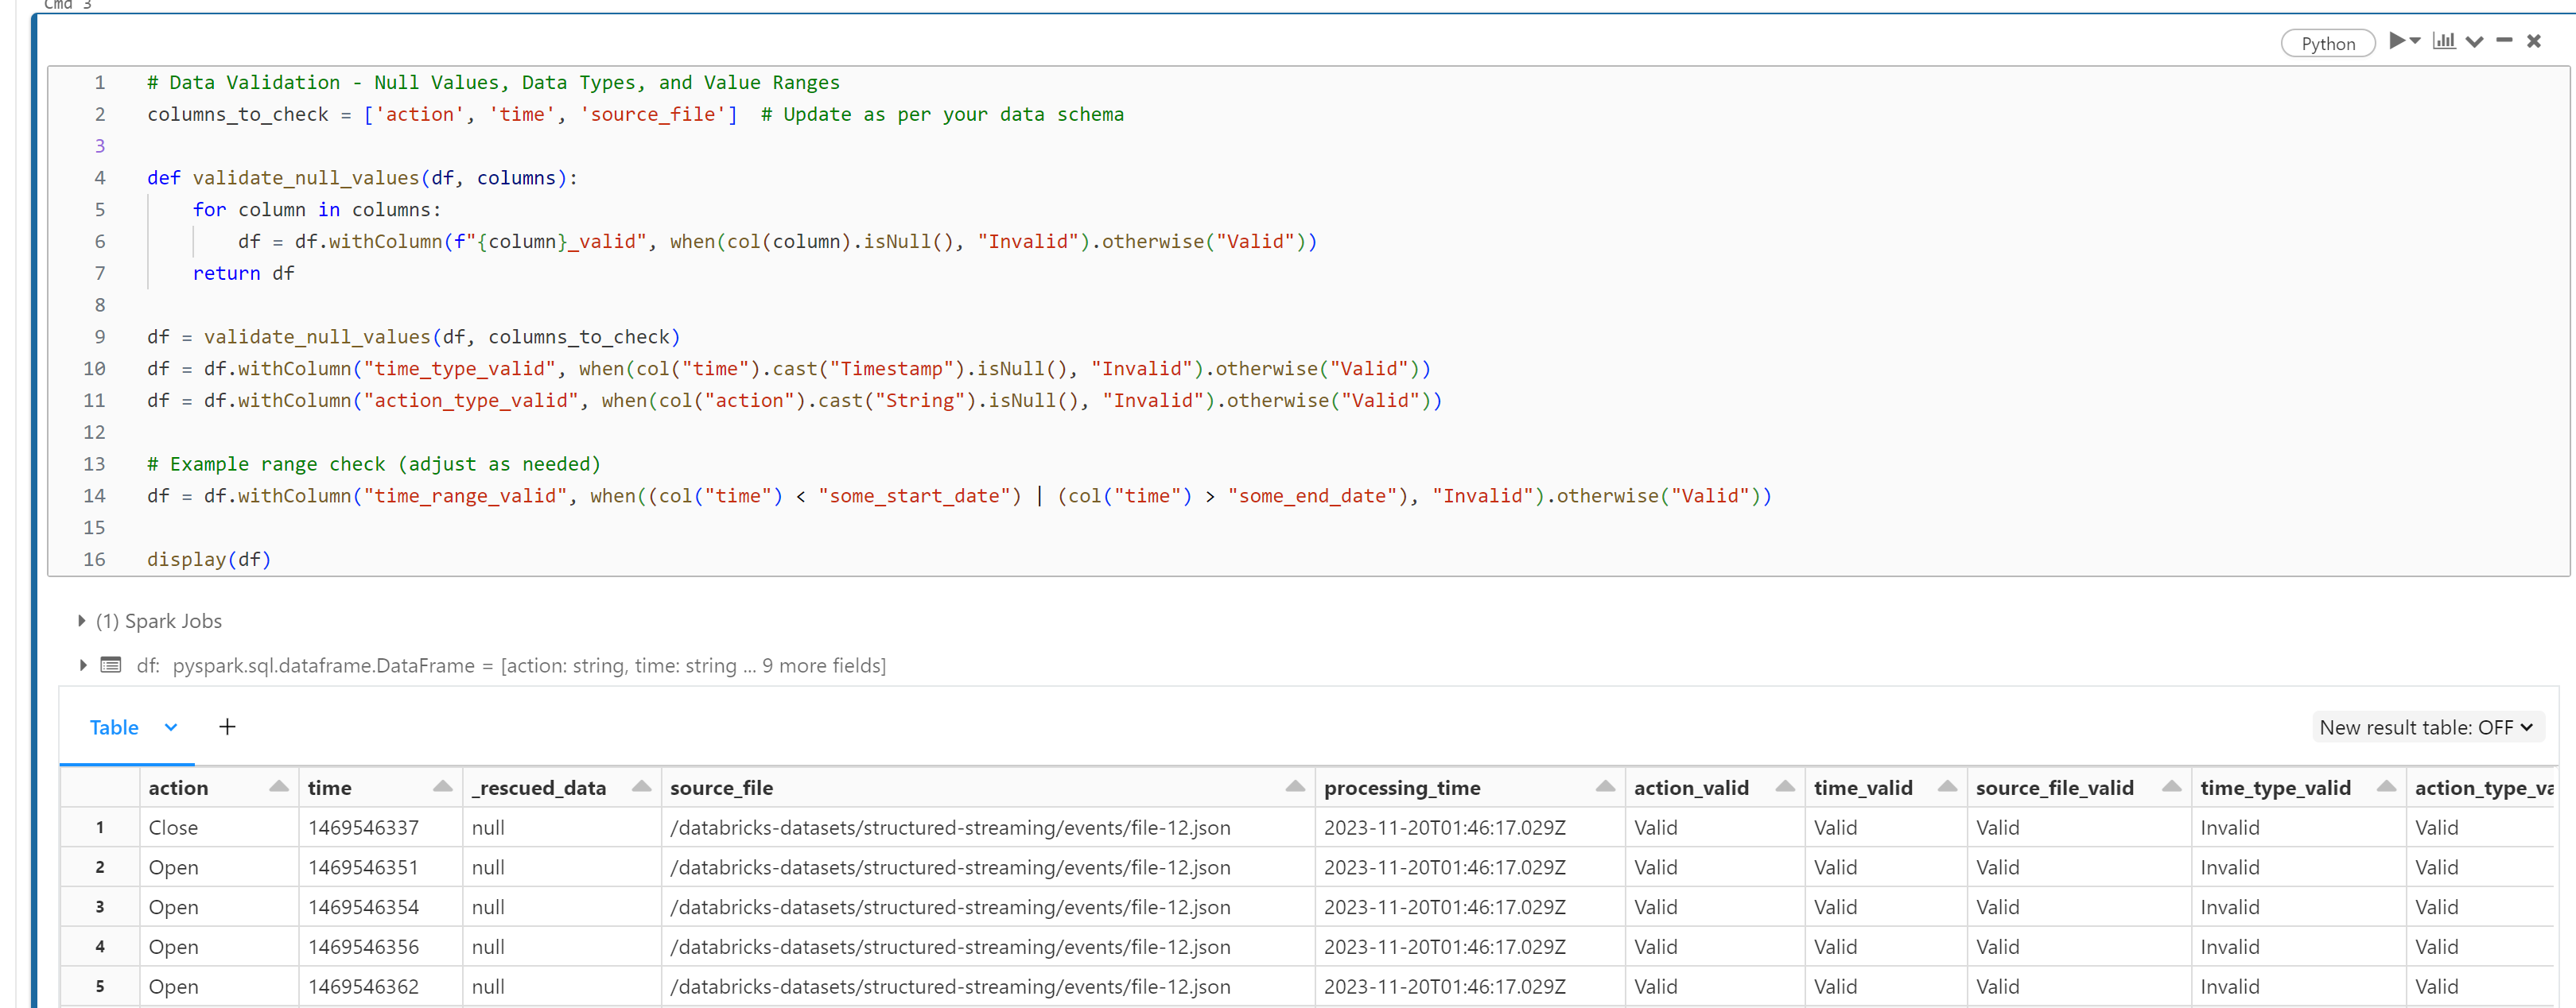 Cmd 3
Python
1 # Data Validation - Null Values, Data Types, and Value Ranges
2 columns_to_check = ['action', 'time', 'source_file']  # Update as per your data schema
3
4 def validate_null_values(df, columns):
5     for column in columns:
6         df = df.withColumn(f"{column}_valid", when(col(column).isNull(), "Invalid").otherwise("Valid"))
7     return df
8
9 df = validate_null_values(df, columns_to_check)
10 df = df.withColumn("time_type_valid", when(col("time").cast("Timestamp").isNull(), "Invalid").otherwise("Valid"))
11 df = df.withColumn("action_type_valid", when(col("action").cast("String").isNull(), "Invalid").otherwise("Valid"))
12
13 # Example range check (adjust as needed)
14 df = df.withColumn("time_range_valid", when((col("time") < "some_start_date") | (col("time") > "some_end_date"), "Invalid").otherwise("Valid"))
15
16 display(df)
(1) Spark Jobs
df: pyspark.sql.dataframe.DataFrame = [action: string, time: string ... 9 more fields]
Table + New result table: OFF
action time _rescued_data source_file processing_time action_valid time_valid source_file_valid time_type_valid action_type_va
1 Close 1469546337 null /databricks-datasets/structured-streaming/events/file-12.json 2023-11-20T01:46:17.029Z Valid Valid Valid Invalid Valid
2 Open 1469546351 null /databricks-datasets/structured-streaming/events/file-12.json 2023-11-20T01:46:17.029Z Valid Valid Valid Invalid Valid
3 Open 1469546354 null /databricks-datasets/structured-streaming/events/file-12.json 2023-11-20T01:46:17.029Z Valid Valid Valid Invalid Valid
4 Open 1469546356 null /databricks-datasets/structured-streaming/events/file-12.json 2023-11-20T01:46:17.029Z Valid Valid Valid Invalid Valid
5 Open 1469546362 null /databricks-datasets/structured-streaming/events/file-12.json 2023-11-20T01:46:17.029Z Valid Valid Valid Invalid Valid